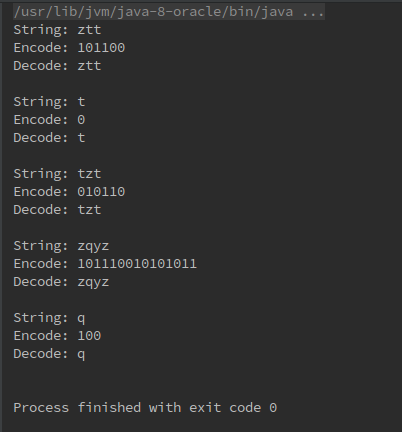 /usr/lib/jvm/java-8-oracle/bin/java ...
String: ztt
Encode: 101100
Decode: ztt
String: t
Encode: 0
Decode: t
String: tzt
Encode: 010110
Decode: tzt
String: zqyz
Encode: 101110010101011
Decode: zqyz
String: q
Encode: 100
Decode: q
Process finished with exit code 0